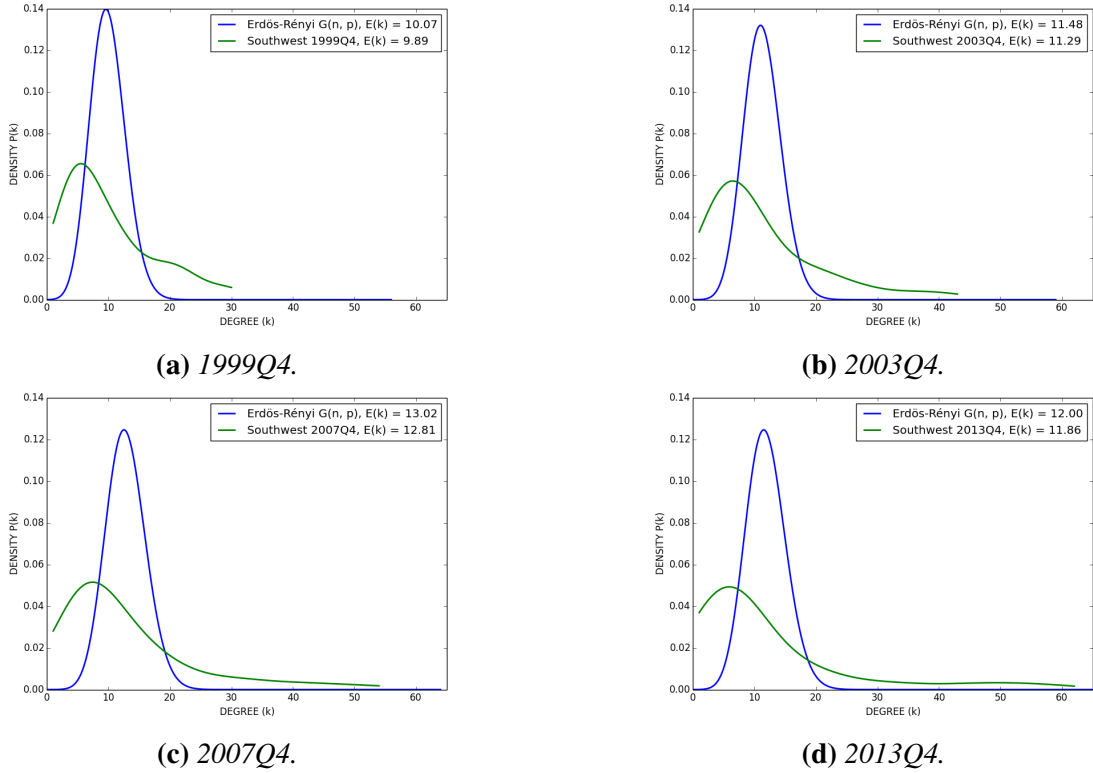 0.14
0.12
0.10
0.08
0.06
0.04
0.02
0.00
DENSITY P(k)
0 10 20 30 40 50 60
DEGREE (k)
Erdös-Rényi G(n, p), E(k) = 10.07
Southwest 1999Q4, E(k) = 9.89
(a) 1999Q4.
0.14
0.12
0.10
0.08
0.06
0.04
0.02
0.00
DENSITY P(k)
0 10 20 30 40 50 60
DEGREE (k)
Erdös-Rényi G(n, p), E(k) = 11.48
Southwest 2003Q4, E(k) = 11.29
(b) 2003Q4.
0.14
0.12
0.10
0.08
0.06
0.04
0.02
0.00
DENSITY P(k)
0 10 20 30 40 50 60
DEGREE (k)
Erdös-Rényi G(n, p), E(k) = 13.02
Southwest 2007Q4, E(k) = 12.81
(c) 2007Q4.
0.14
0.12
0.10
0.08
0.06
0.04
0.02
0.00
DENSITY P(k)
0 10 20 30 40 50 60
DEGREE (k)
Erdös-Rényi G(n, p), E(k) = 12.00
Southwest 2013Q4, E(k) = 11.86
(d) 2013Q4.